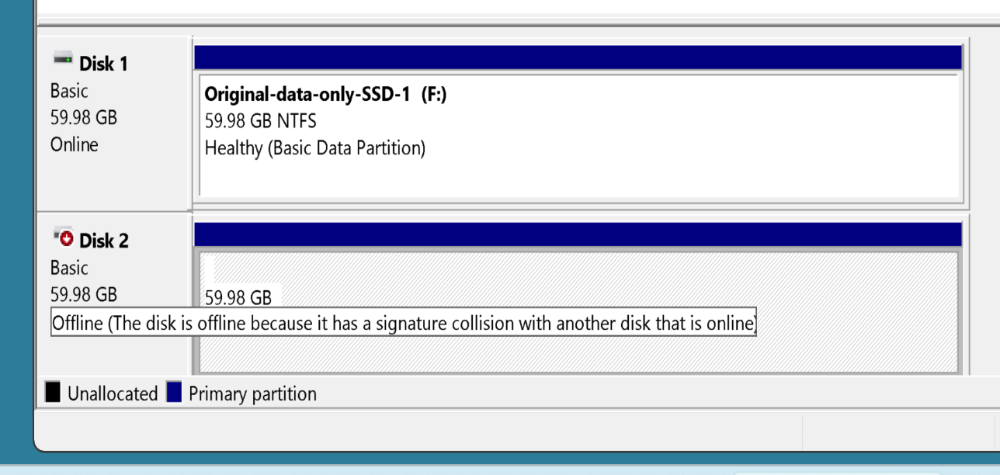 Disk 1
Basic
59.98 GB
Online
Original-data-only-SSD-1 (F:)
59.98 GB NTFS
Healthy (Basic Data Partition)
Disk 2
Basic
59.98 GB
59.98 GB
Offline (The disk is offline because it has a signature collision with another disk that is online)
Unallocated Primary partition